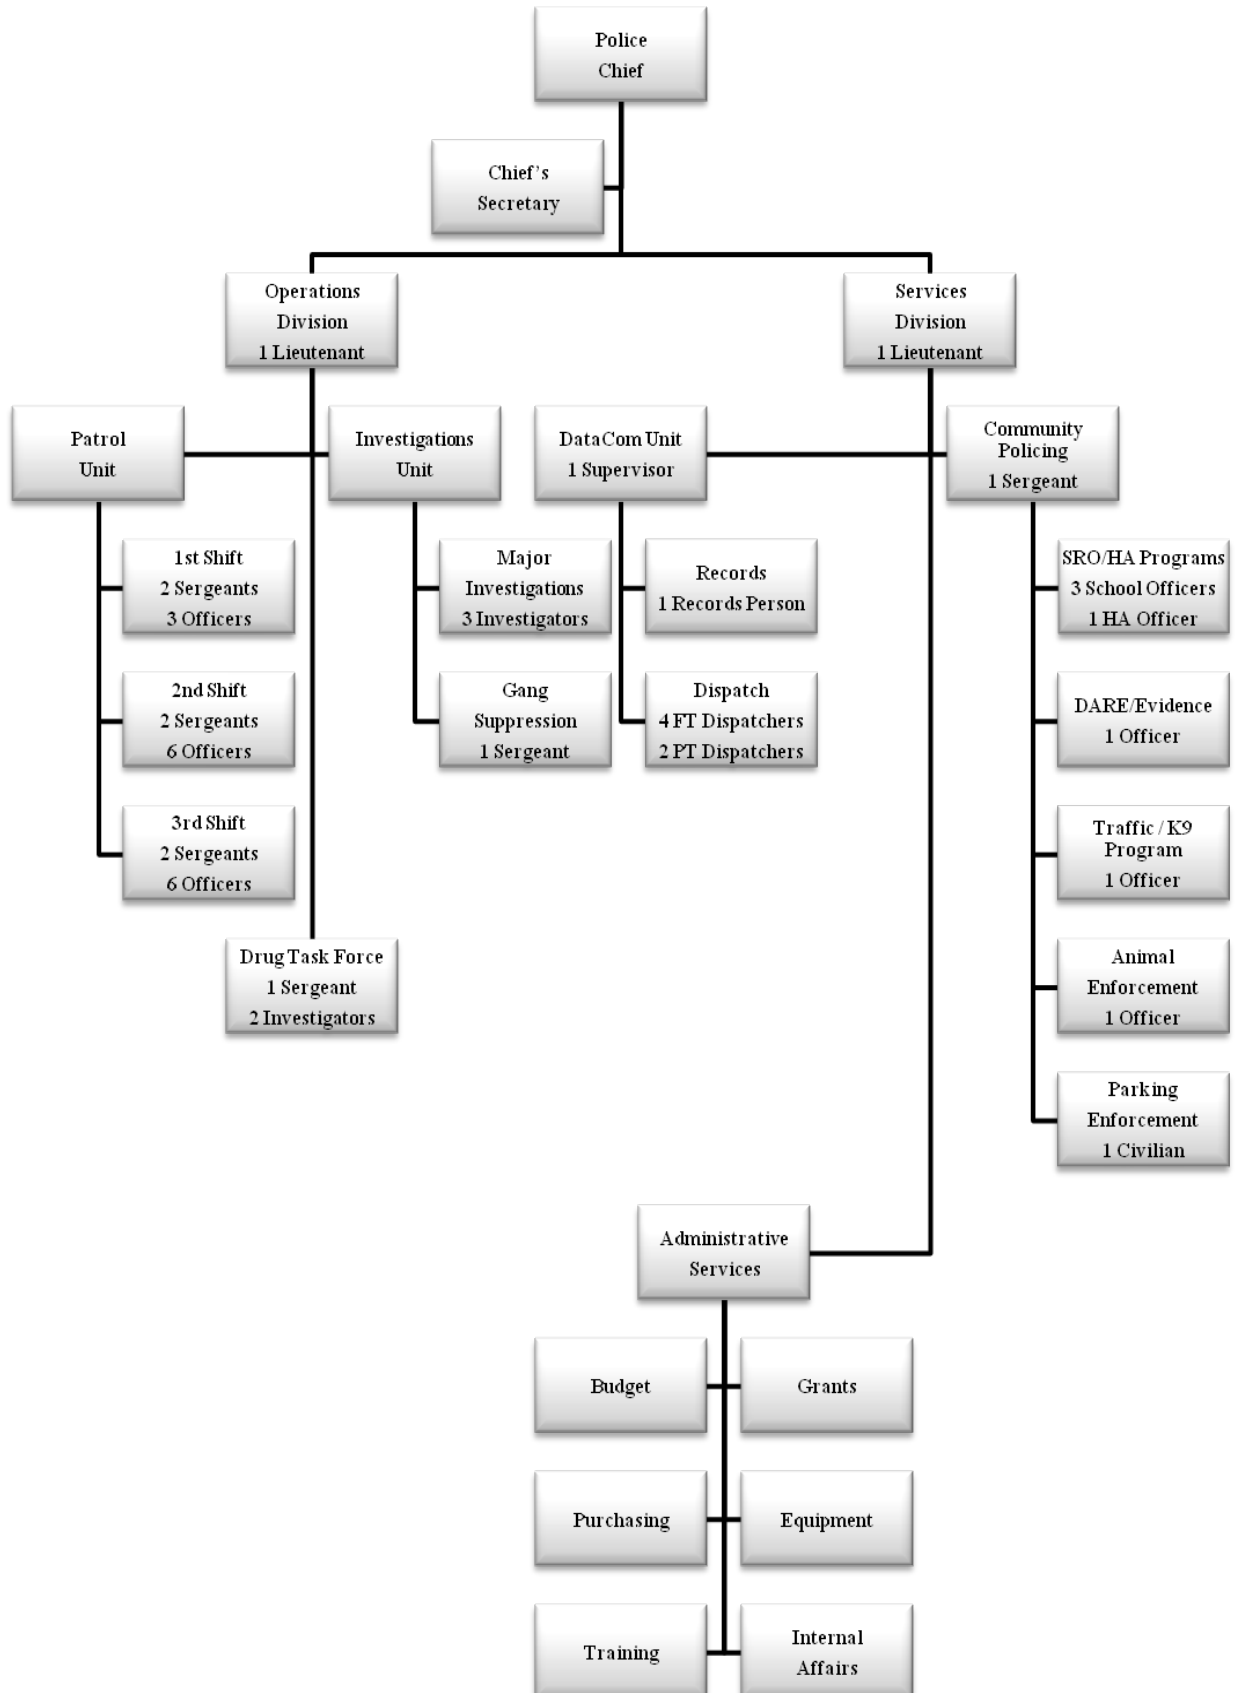 Police
Chief
Chief's
Secretary
Operations
Division
1 Lieutenant
Services
Division
1 Lieutenant
Patrol
Unit
Investigations
Unit
DataCom Unit
1 Supervisor
Community
Policing
1 Sergeant
1st Shift
2 Sergeants
3 Officers
Major
Investigations
3 Investigators
Records
1 Records Person
SRO/HA Programs
3 School Officers
1 HA Officer
2nd Shift
2 Sergeants
6 Officers
Gang
Suppression
1 Sergeant
Dispatch
4 FT Dispatchers
2 PT Dispatchers
DARE/Evidence
1 Officer
3rd Shift
2 Sergeants
6 Officers
Traffic / K9
Program
1 Officer
Drug Task Force
1 Sergeant
2 Investigators
Animal
Enforcement
1 Officer
Parking
Enforcement
1 Civilian
Administrative
Services
Budget
Grants
Purchasing
Equipment
Training
Internal
Affairs